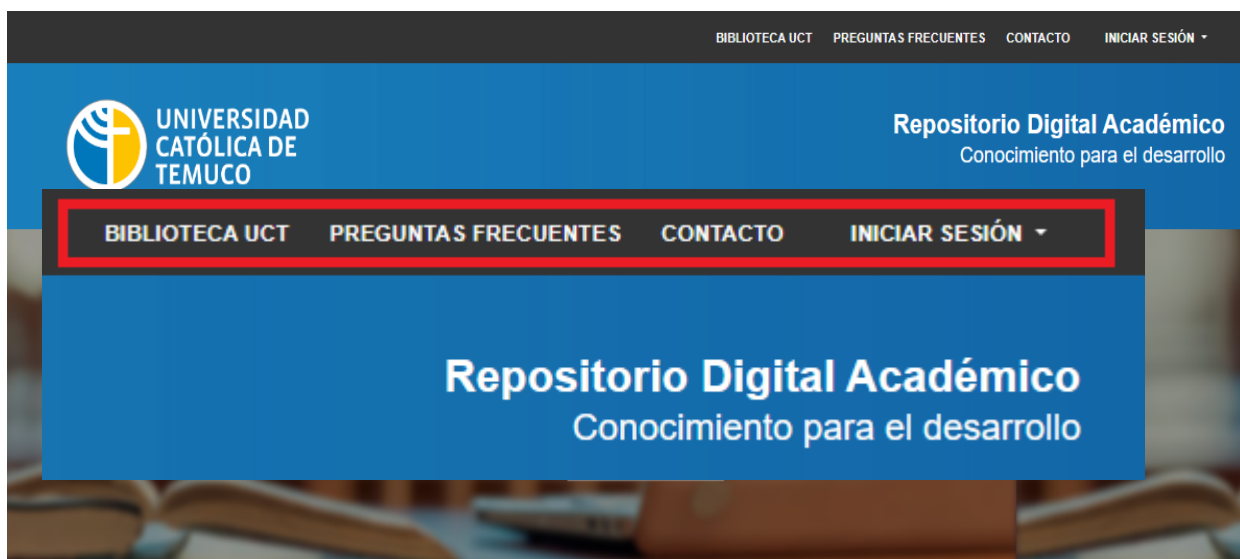 BIBLIOTECA UCT PREGUNTAS FRECUENTES CONTACTO INICIAR SESIÓN
UNIVERSIDAD
CATÓLICA DE
TEMUCO
Repositorio Digital Académico
Conocimiento para el desarrollo
BIBLIOTECA UCT PREGUNTAS FRECUENTES CONTACTO INICIAR SESIÓN
Repositorio Digital Académico
Conocimiento para el desarrollo